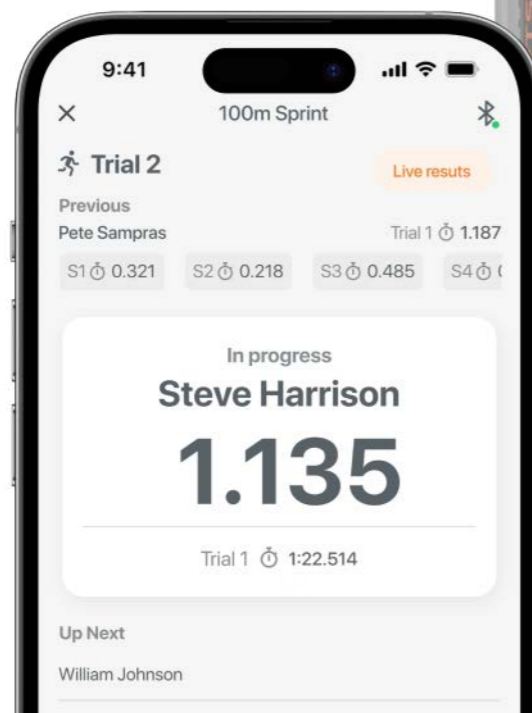 9:41
100m Sprint
Trial 2
Live resuts
Previous
Pete Sampras Trial 1 1.187
S1 0.321 S2 0.218 S3 0.485 S4
In progress
Steve Harrison
1.135
Trial 1 1:22.514
Up Next
William Johnson